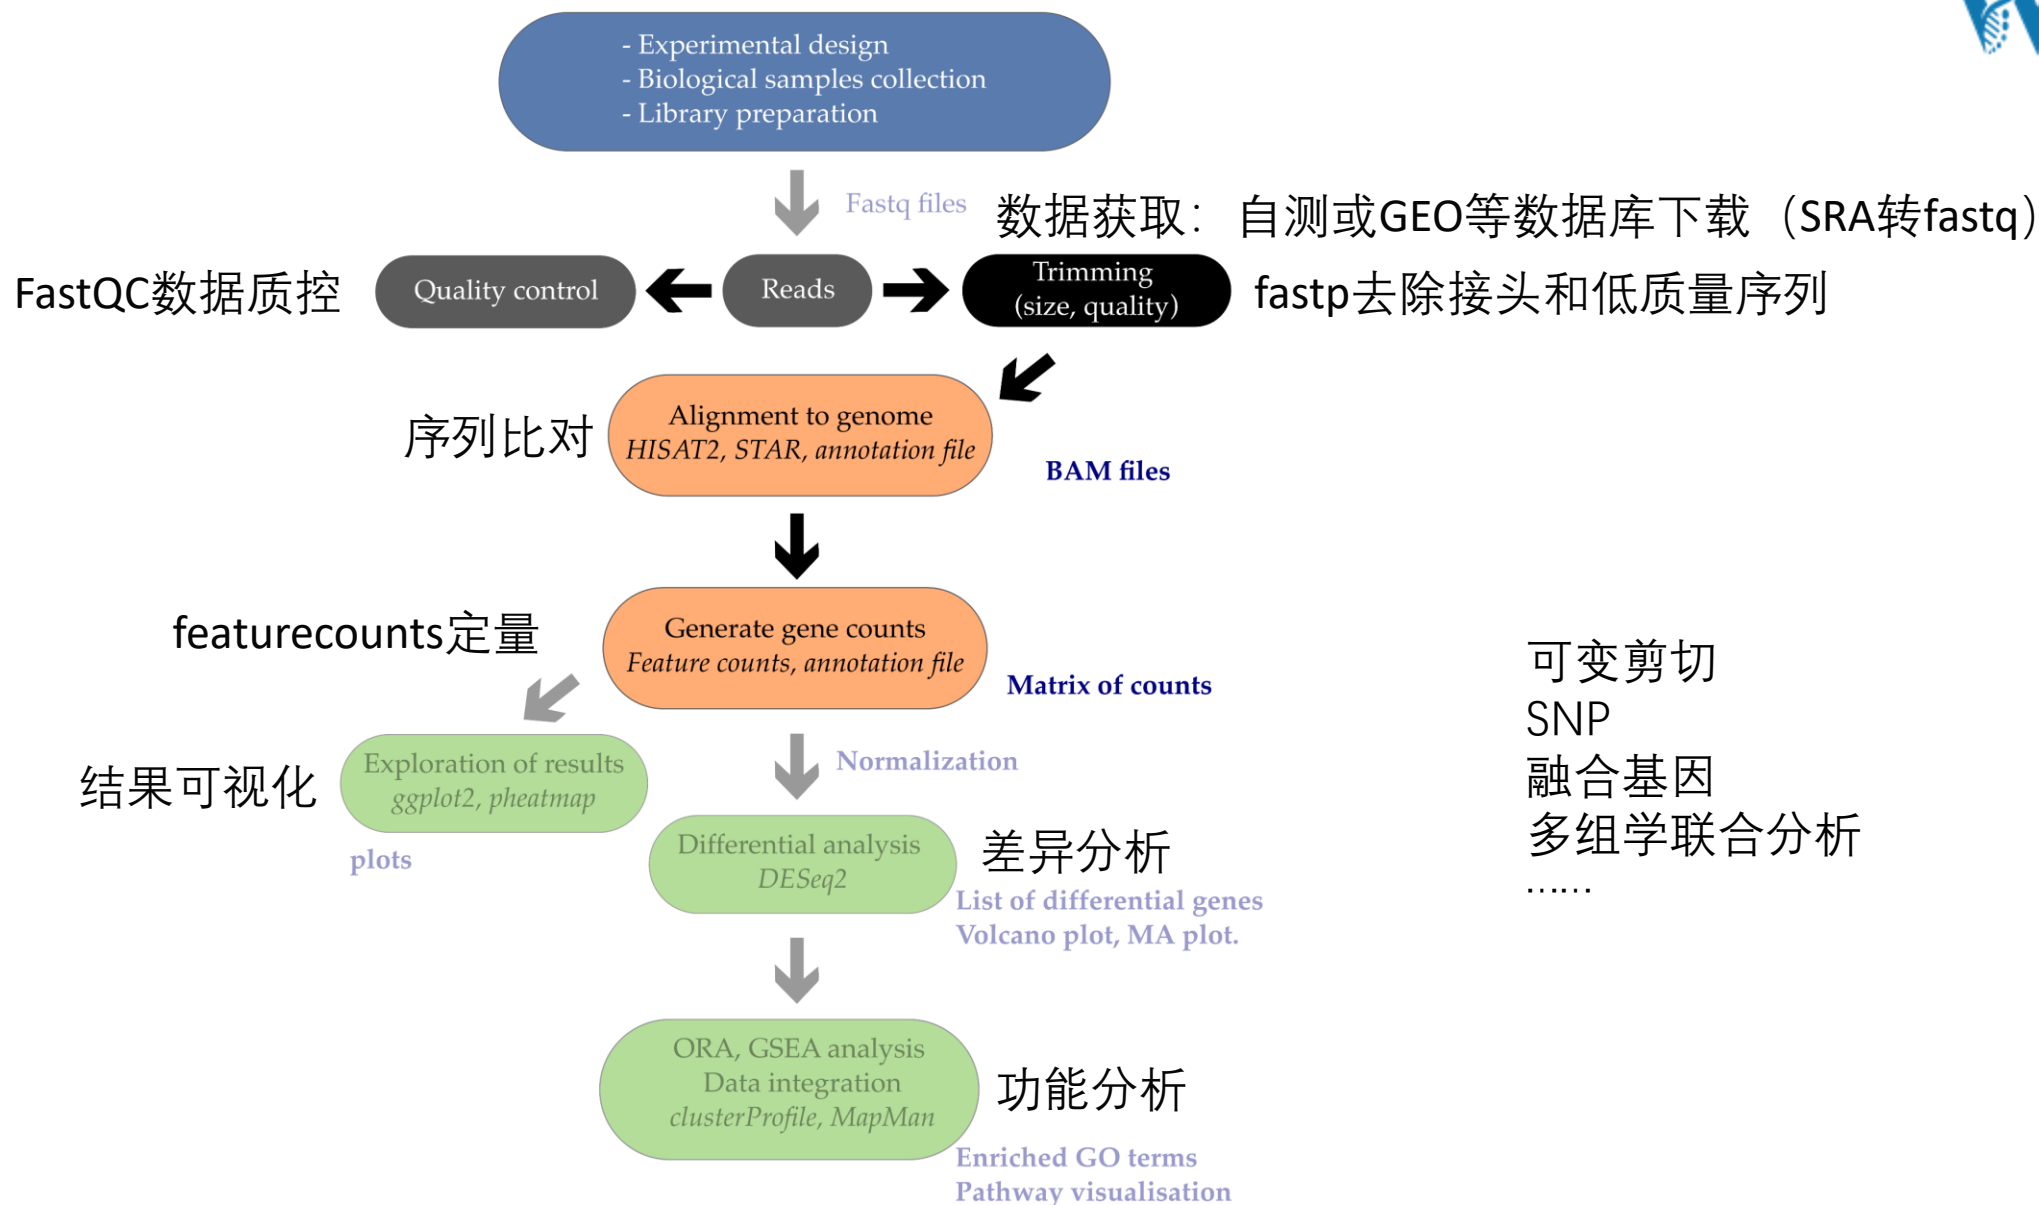 - Experimental design
- Biological samples collection
- Library preparation
Fastq files
数据获取：自测或GEO等数据库下载（SRA转fastq）
FastQC数据质控
Quality control
Reads
Trimming
(size, quality)
fastp去除接头和低质量序列
序列比对
Alignment to genome
HISAT2, STAR, annotation file
BAM files
featurecounts定量
Generate gene counts
Feature counts, annotation file
Matrix of counts
可变剪切
SNP
融合基因
多组学联合分析
……
结果可视化
Exploration of results
ggplot2, pheatmap
plots
Normalization
Differential analysis
DESeq2
差异分析
List of differential genes
Volcano plot, MA plot.
ORA, GSEA analysis
Data integration
clusterProfile, MapMan
功能分析
Enriched GO terms
Pathway visualisation